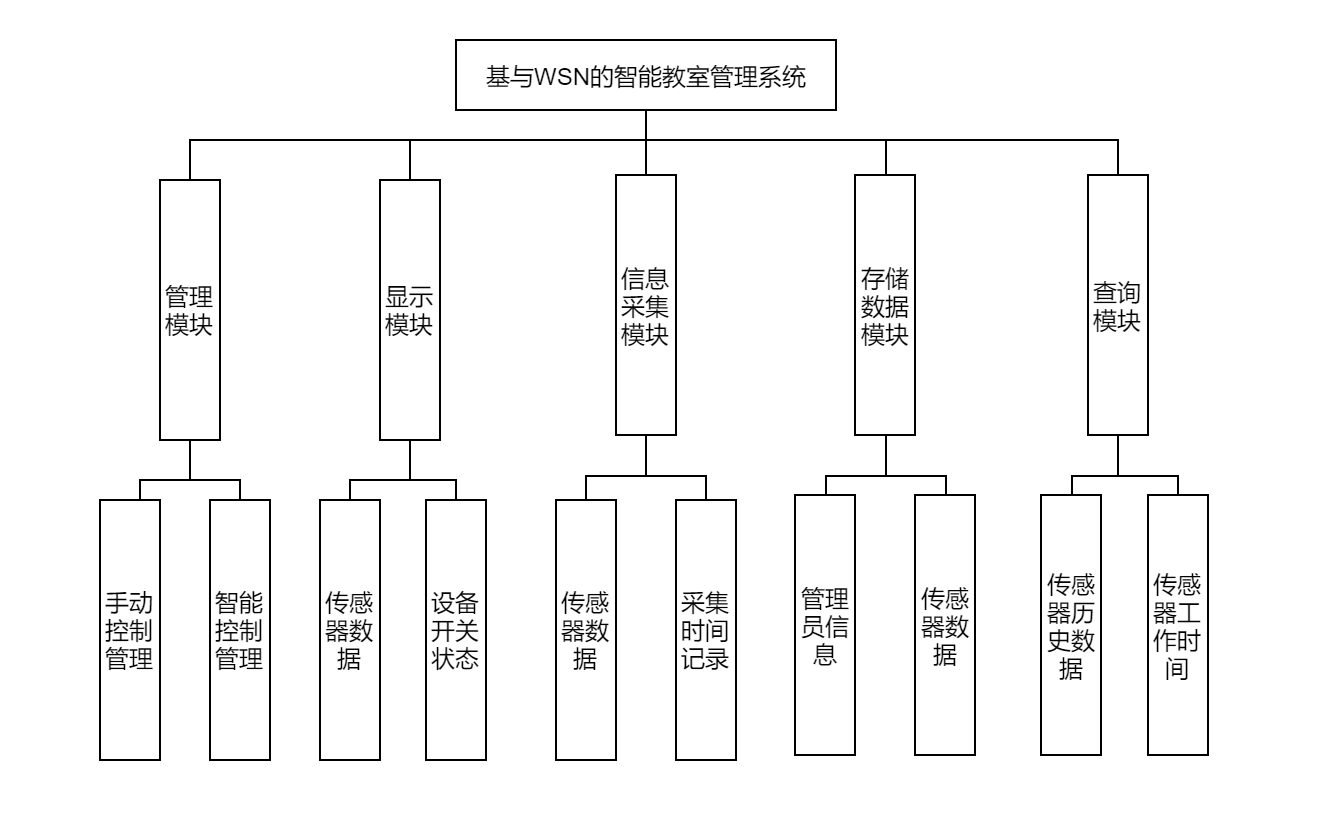 基与WSN的智能教室管理系统
管理
模块
显示
模块
信息
采集
模块
存储
数据
模块
查询
模块
手动
控制
管理
智能
控制
管理
传感
器数
据
设备
开关
状态
传感
器数
据
采集
时间
记录
管理
员信
息
传感
器数
据
传感
器历
史数
据
传感
器工
作时
间